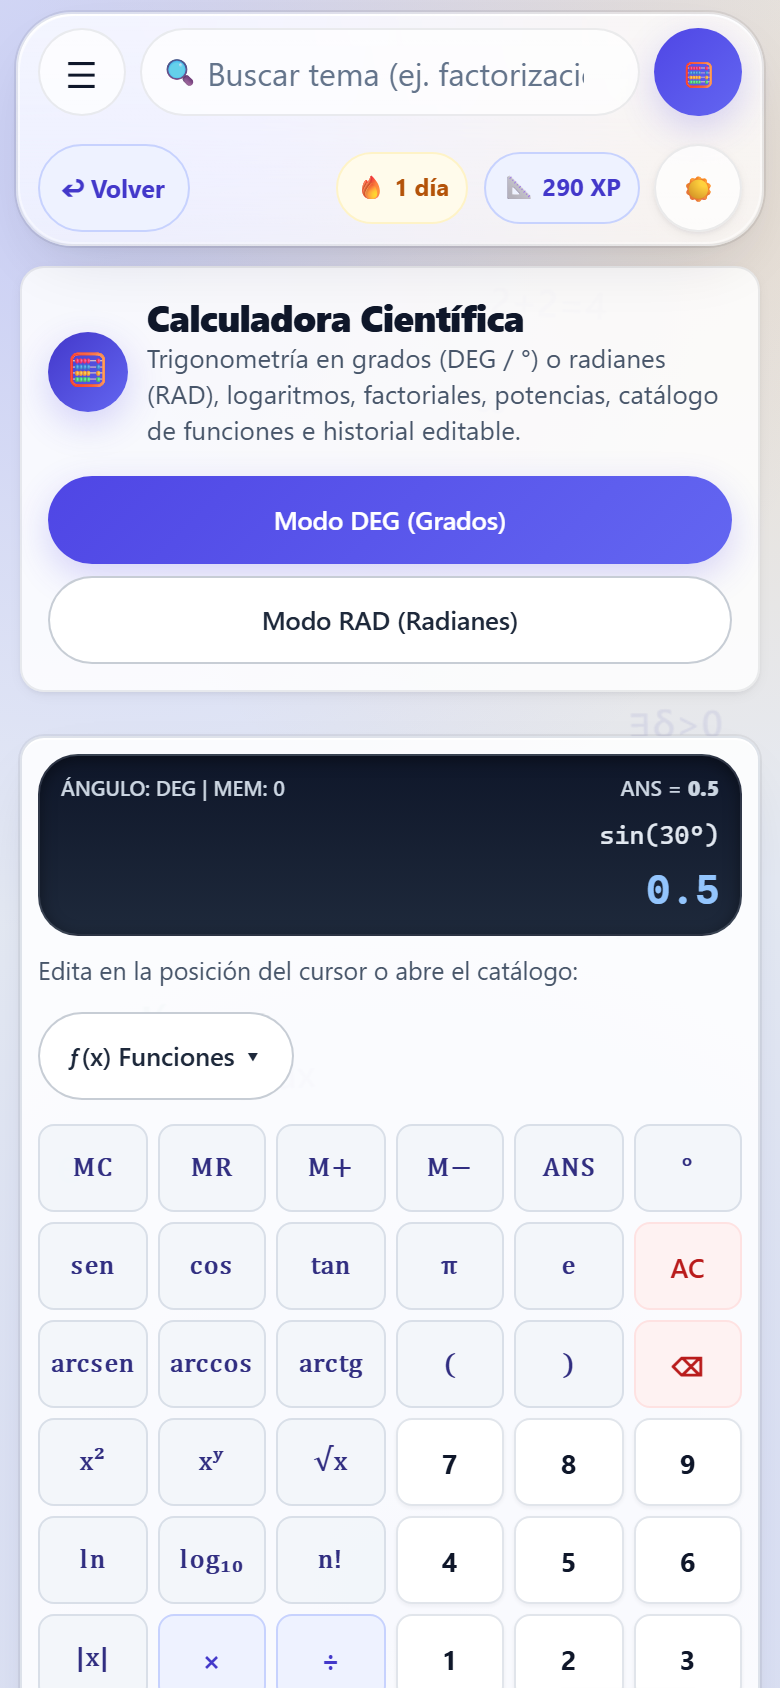 ☰
Buscar tema (ej. factorizaci
↩ Volver
1 día
290 XP
Calculadora Científica
Trigonometría en grados (DEG / °) o radianes
(RAD), logaritmos, factoriales, potencias, catálogo
de funciones e historial editable.
Modo DEG (Grados)
Modo RAD (Radianes)
∃δ>0
ÁNGULO: DEG | MEM: 0
ANS = 0.5
sin(30°)
0.5
Edita en la posición del cursor o abre el catálogo:
ƒ(x) Funciones ▼
MC MR M+ M− ANS °
sen cos tan π e AC
arcsen arccos arctg ( ) ⌫
x² xʸ √x 7 8 9
ln log₁₀ n! 4 5 6
|x| × ÷ 1 2 3